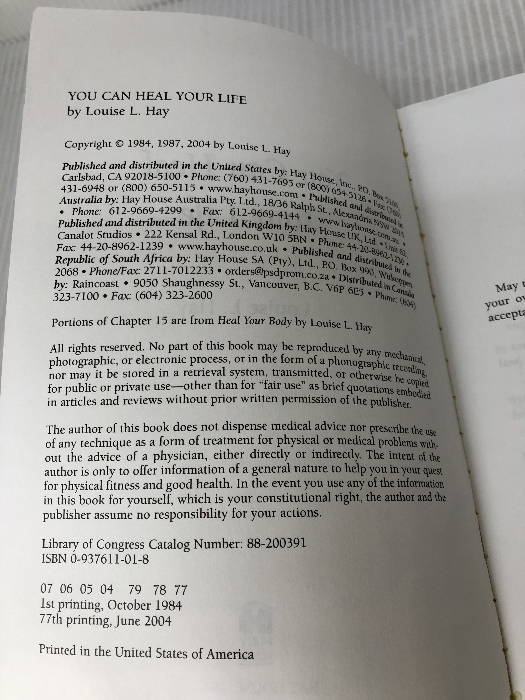 YOU CAN HEAL YOUR LIFE
by Louise L. Hay
Copyright © 1984, 1987, 2004 by Louise L. Hay
Published and distributed in the United States by: Hay House, Inc., P.O. Box
Carlsbad, CA 92018-5100 • Phone: (760) 431-7695 or (800) 654-5126 • Fax: (760)
431-6948 or (800) 650-5115 • www.hayhouse.com • Published and distributed in
Australia by: Hay House Australia Pty. Ltd., 18/36 Ralph St., Alexandria NSW 2015
• Phone: 612-9669-4299 • Fax: 612-9669-4144 • www.hayhouse.com.au •
Published and distributed in the United Kingdom by: Hay House UK, Ltd. • Unit
Canalot Studios • 222 Kensal Rd., London W10 5BN • Phone: 44-20-8962-1230 •
Fax: 44-20-8962-1239 • www.hayhouse.co.uk • Published and distributed in the
Republic of South Africa by: Hay House SA (Pty), Ltd., P.O. Box 990, Witkoppen
2068 • Phone/Fax: 2711-7012233 • orders@psdprom.co.za • Distributed in Canada
by: Raincoast • 9050 Shaughnessy St., Vancouver, B.C. V6P 6E5 • Phone: (604)
323-7100 • Fax: (604) 323-2600
Portions of Chapter 15 are from Heal Your Body by Louise L. Hay
All rights reserved. No part of this book may be reproduced by any mechanical,
photographic, or electronic process, or in the form of a phonographic recording,
nor may it be stored in a retrieval system, transmitted, or otherwise be copied
for public or private use—other than for "fair use" as brief quotations embodied
in articles and reviews without prior written permission of the publisher.
The author of this book does not dispense medical advice nor prescribe the use
of any technique as a form of treatment for physical or medical problems with-
out the advice of a physician, either directly or indirectly. The intent of the
author is only to offer information of a general nature to help you in your quest
for physical fitness and good health. In the event you use any of the information
in this book for yourself, which is your constitutional right, the author and the
publisher assume no responsibility for your actions.
Library of Congress Catalog Number: 88-200391
ISBN 0-937611-01-8
07 06 05 04 79 78 77
1st printing, October 1984
77th printing, June 2004
Printed in the United States of America
May
your